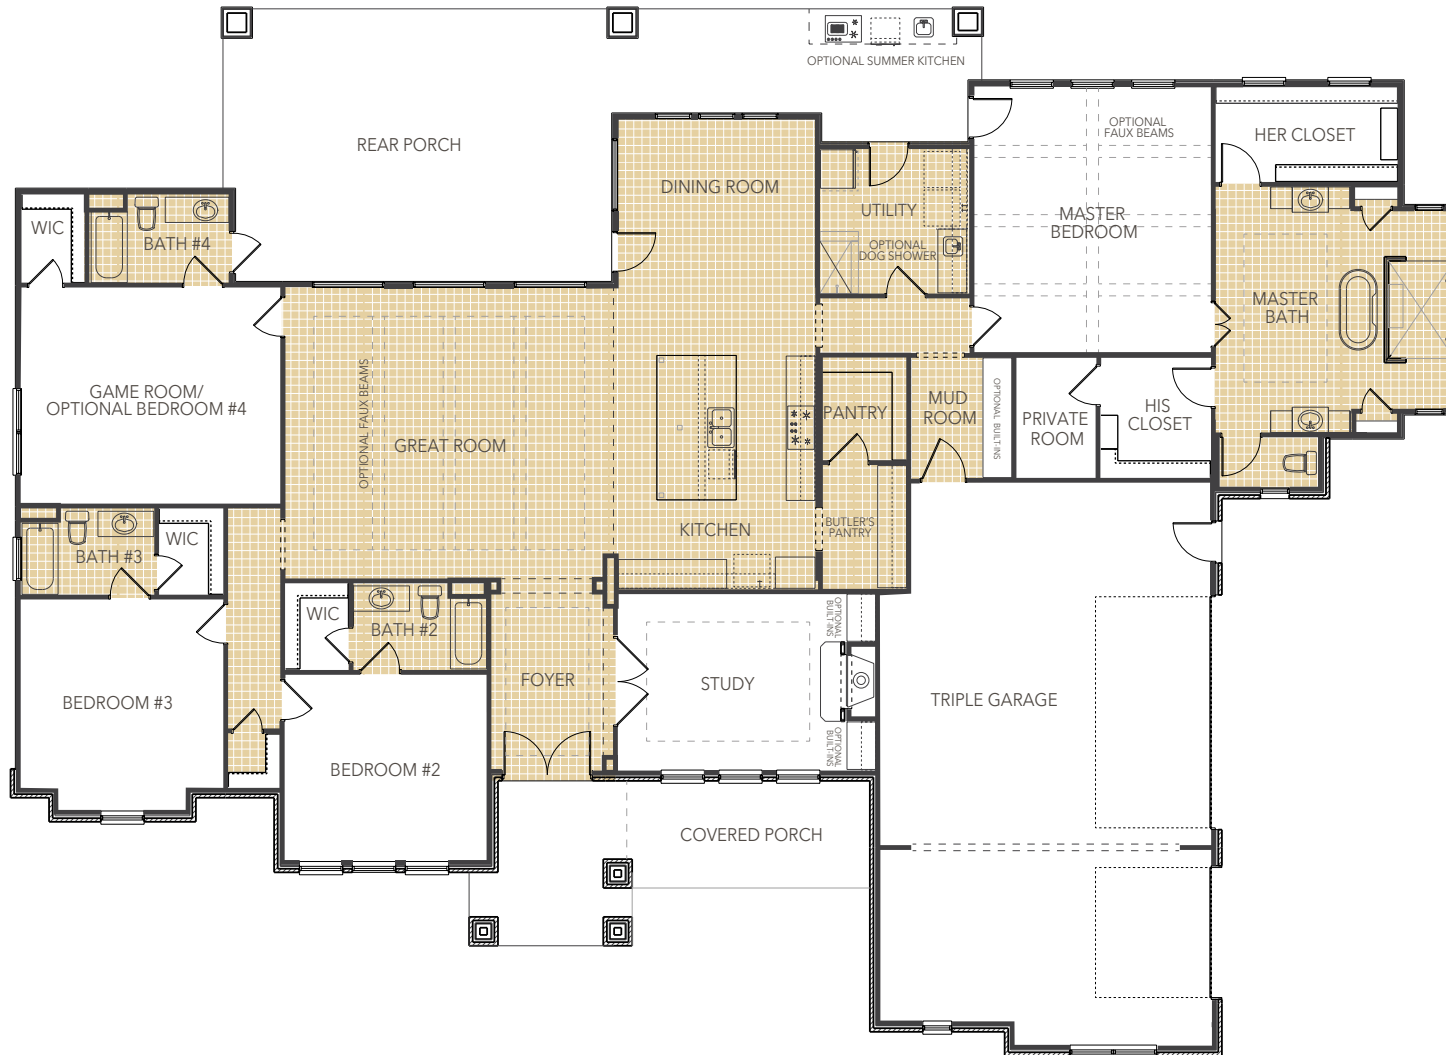 OPTIONAL SUMMER KITCHEN
REAR PORCH
OPTIONAL
FAUX BEAMS
HER CLOSET
DINING ROOM
UTILITY
OPTIONAL
DOG SHOWER
MASTER
BEDROOM
WIC
BATH #4
MASTER
BATH
GAME ROOM/
OPTIONAL BEDROOM #4
OPTIONAL FAUX BEAMS
GREAT ROOM
PANTRY
MUD
ROOM
OPTIONAL BUILT-INS
PRIVATE
ROOM
HIS
CLOSET
KITCHEN
BUTLER'S
PANTRY
BATH #3
WIC
WIC
BATH #2
OPTIONAL
BUILT-INS
FOYER
STUDY
BEDROOM #3
TRIPLE GARAGE
OPTIONAL
BUILT-INS
BEDROOM #2
COVERED PORCH